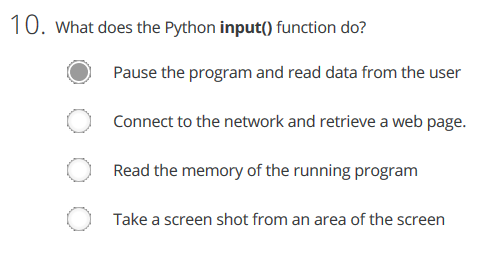 10. What does the Python input() function do?
Pause the program and read data from the user
Connect to the network and retrieve a web page.
Read the memory of the running program
Take a screen shot from an area of the screen